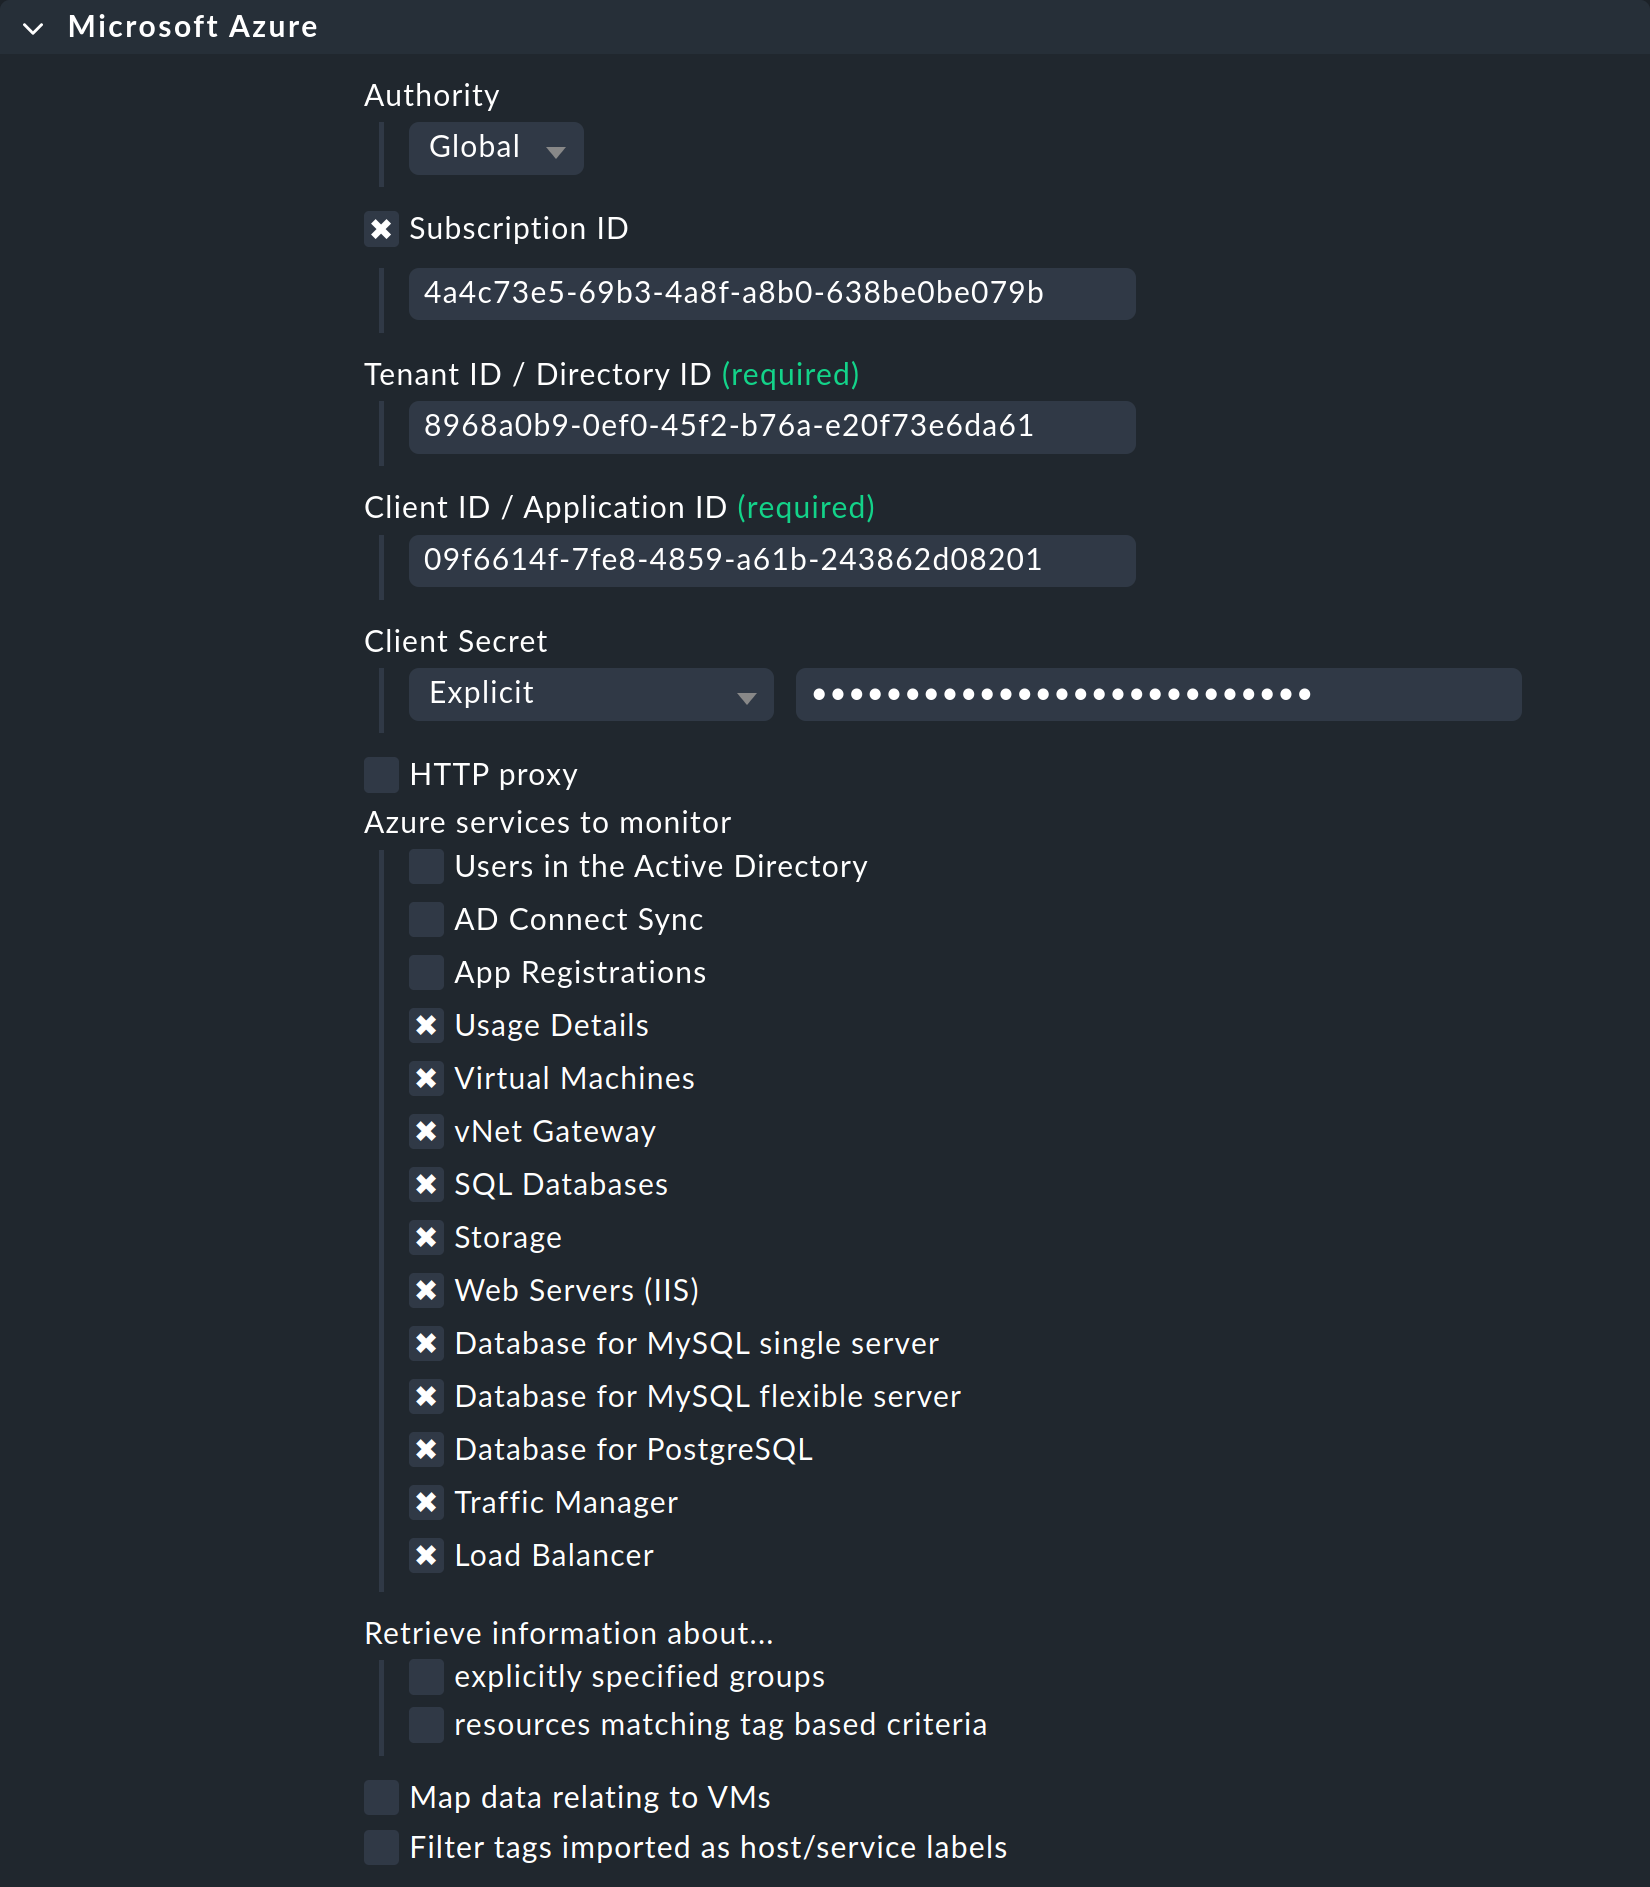 Microsoft Azure
Authority
Global
Subscription ID
4a4c73e5-69b3-4a8f-a8b0-638be0be079b
Tenant ID / Directory ID (required)
8968a0b9-0ef0-45f2-b76a-e20f73e6da61
Client ID / Application ID (required)
09f6614f-7fe8-4859-a61b-243862d08201
Client Secret
Explicit
HTTP proxy
Azure services to monitor
Users in the Active Directory
AD Connect Sync
App Registrations
Usage Details
Virtual Machines
vNet Gateway
SQL Databases
Storage
Web Servers (IIS)
Database for MySQL single server
Database for MySQL flexible server
Database for PostgreSQL
Traffic Manager
Load Balancer
Retrieve information about...
explicitly specified groups
resources matching tag based criteria
Map data relating to VMs
Filter tags imported as host/service labels